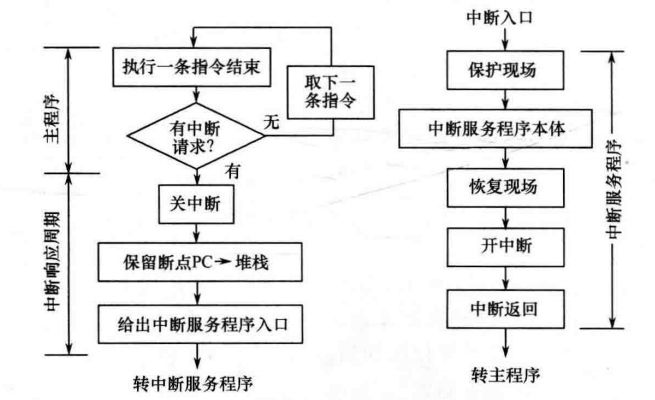 执行一条指令结束
取下一
条指令
有中断
请求?
无
有
关中断
保留断点PC→堆栈
给出中断服务程序入口
转中断服务程序
主程序
中断响应周期
中断入口
保护现场
中断服务程序本体
恢复现场
开中断
中断返回
转主程序
中断服务程序